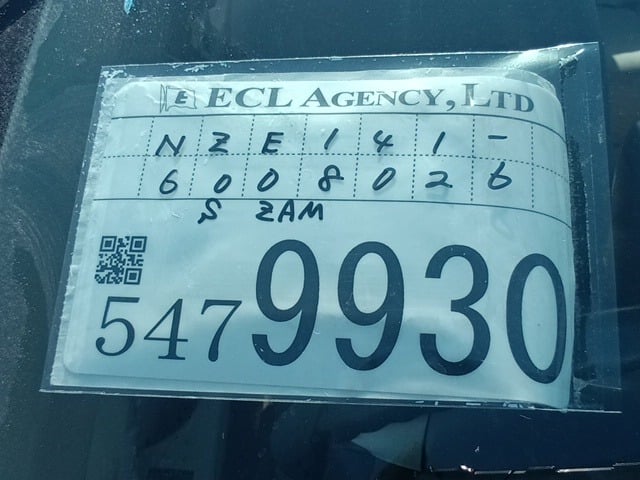 E ECL AGENCY, LTD
NZE141-
6008026
S ZAM
5479930